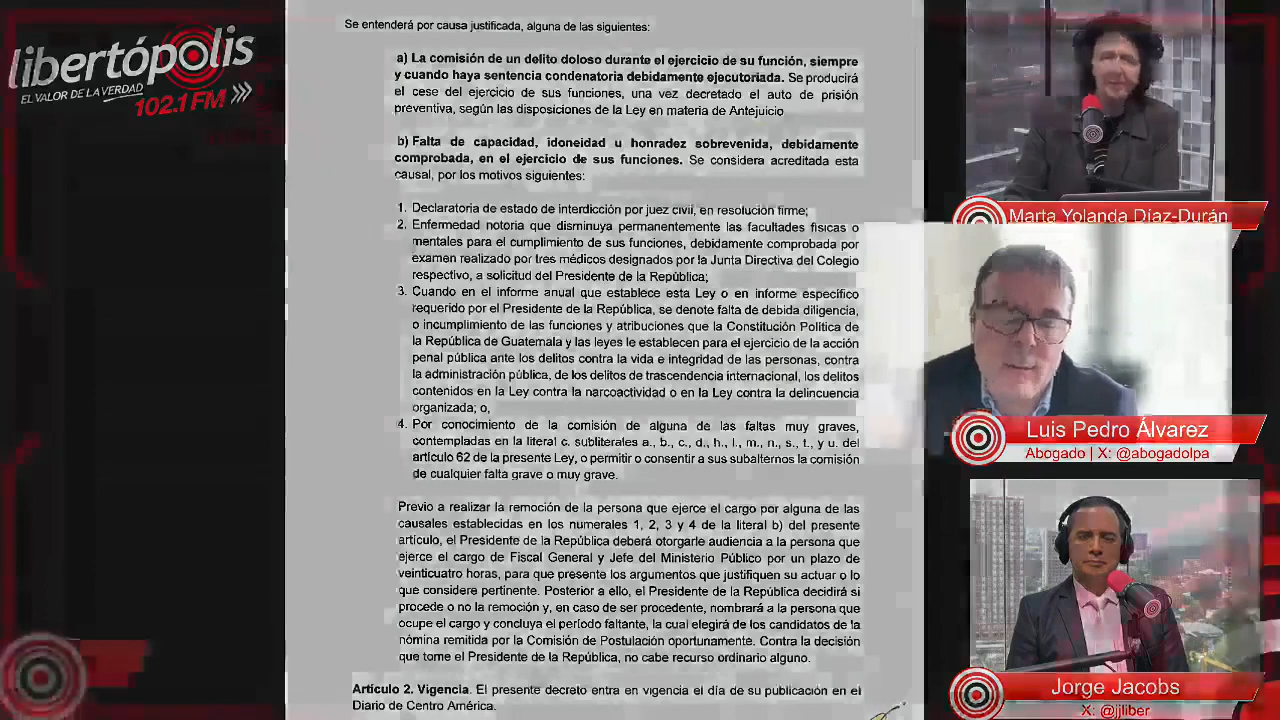 libertópolis
EL VALOR DE LA VERDAD
102.1 FM
Se entenderá por causa justificada, alguna de las siguientes:
a) La comisión de un delito doloso durante el ejercicio de su función, siempre
y cuando haya sentencia condenatoria debidamente ejecutoriada. Se producirá
el cese del ejercicio de sus funciones, una vez decretado el auto de prisión
preventiva, según las disposiciones de la Ley en materia de Antejuicio
b) Falta de capacidad, idoneidad u honradez sobrevenida, debidamente
comprobada, en el ejercicio de sus funciones. Se considera acreditada esta
causal, por los motivos siguientes:
1. Declaratoria de estado de interdicción por juez civil, en resolución firme;
2. Enfermedad notoria que disminuya permanentemente las facultades físicas o
mentales para el cumplimiento de sus funciones, debidamente comprobada por
examen realizado por tres médicos designados por la Junta Directiva del Colegio
respectivo, a solicitud del Presidente de la República;
3. Cuando en el informe anual que establece esta Ley o en informe específico
requerido por el Presidente de la República, se denote falta de debida diligencia,
o incumplimiento de las funciones y atribuciones que la Constitución Política de
la República de Guatemala y las leyes le establecen para el ejercicio de la acción
penal pública ante los delitos contra la vida e integridad de las personas, contra
la administración pública, de los delitos de trascendencia internacional, los delitos
contenidos en la Ley contra la narcoactividad o en la Ley contra la delincuencia
organizada; o,
4. Por conocimiento de la comisión de alguna de las faltas muy graves,
contempladas en la literal c. subliterales a., b., c., d., h., l., m., n., s., t., y u. del
artículo 62 de la presente Ley, o permitir o consentir a sus subalternos la comisión
de cualquier falta grave o muy grave.
Previo a realizar la remoción de la persona que ejerce el cargo por alguna de las
causales establecidas en los numerales 1, 2, 3 y 4 de la literal b) del presente
artículo, el Presidente de la República deberá otorgarle audiencia a la persona que
ejerce el cargo de Fiscal General y Jefe del Ministerio Público por un plazo de
veinticuatro horas, para que presente los argumentos que justifiquen su actuar o lo
que considere pertinente. Posterior a ello, el Presidente de la República decidirá si
procede o no la remoción y, en caso de ser procedente, nombrará a la persona que
ocupe el cargo y concluya el período faltante, la cual elegirá de los candidatos de la
nómina remitida por la Comisión de Postulación oportunamente. Contra la decisión
que tome el Presidente de la República, no cabe recurso ordinario alguno.
Artículo 2. Vigencia. El presente decreto entra en vigencia el día de su publicación en el
Diario de Centro América.
Marta Yolanda Díaz-Durán
Luis Pedro Álvarez
Abogado | X: @abogadolpa
Jorge Jacobs
X: @jjliber